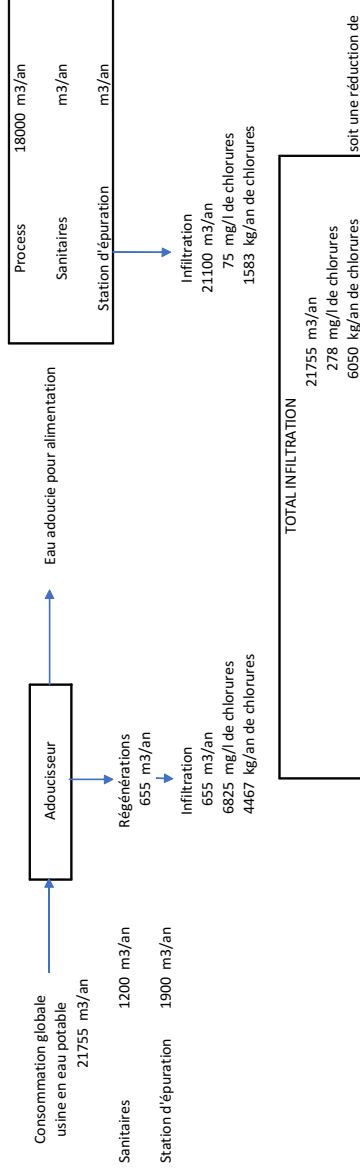 Consommation globale
usine en eau potable
21755 m3/an
Sanitaires 1200 m3/an
Station d'épuration 1900 m3/an
Adoucisseur
Régénérations
655 m3/an
Infiltration
655 m3/an
6825 mg/l de chlorures
4467 kg/an de chlorures
Eau adoucie pour alimentation
Process 18000 m3/an
Sanitaires m3/an
Station d'épuration m3/an
Infiltration
21100 m3/an
75 mg/l de chlorures
1583 kg/an de chlorures
TOTAL INFILTRATION
21755 m3/an
278 mg/l de chlorures
6050 kg/an de chlorures
soit une réduction de